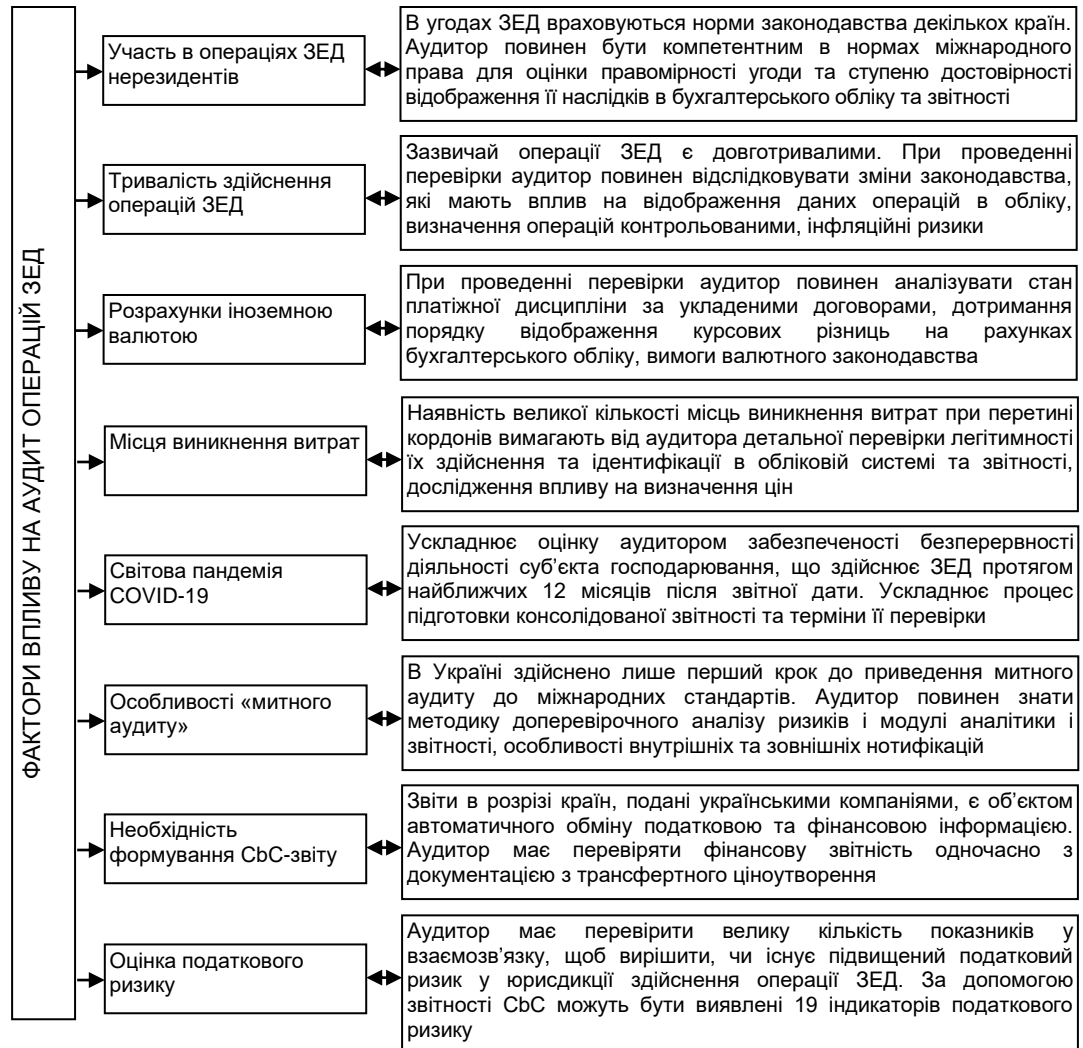 ФАКТОРИ ВПЛИВУ НА АУДИТ ОПЕРАЦІЙ ЗЕД
Участь в операціях ЗЕД
нерезидентів
В угодах ЗЕД враховуються норми законодавства декількох країн.
Аудитор повинен бути компетентним в нормах міжнародного
права для оцінки правомірності угоди та ступеню достовірності
відображення її наслідків в бухгалтерського обліку та звітності
Тривалість здійснення
операцій ЗЕД
Зазвичай операції ЗЕД є довготривалими. При проведенні
перевірки аудитор повинен відслідковувати зміни законодавства,
які мають вплив на відображення даних операцій в обліку,
визначення операцій контрольованими, інфляційні ризики
Розрахунки іноземною
валютою
При проведенні перевірки аудитор повинен аналізувати стан
платіжної дисципліни за укладеними договорами, дотримання
порядку відображення курсових різниць на рахунках
бухгалтерського обліку, вимоги валютного законодавства
Місця виникнення витрат
Наявність великої кількості місць виникнення витрат при перетині
кордонів вимагають від аудитора детальної перевірки легітимності
їх здійснення та ідентифікації в обліковій системі та звітності,
дослідження впливу на визначення цін
Світова пандемія
COVID-19
Ускладнює оцінку аудитором забезпеченості безперервності
діяльності суб’єкта господарювання, що здійснює ЗЕД протягом
найближчих 12 місяців після звітної дати. Ускладнює процес
підготовки консолідованої звітності та терміни її перевірки
Особливості «митного
аудиту»
В Україні здійснено лише перший крок до приведення митного
аудиту до міжнародних стандартів. Аудитор повинен знати
методику доперевірочного аналізу ризиків і модулі аналітики і
звітності, особливості внутрішніх та зовнішніх нотифікацій
Необхідність
формування CbC-звіту
Звіти в розрізі країн, подані українськими компаніями, є об’єктом
автоматичного обміну податковою та фінансовою інформацією.
Аудитор має перевіряти фінансову звітність одночасно з
документацією з трансфертного ціноутворення
Оцінка податкового
ризику
Аудитор має перевірити велику кількість показників у
взаємозв’язку, щоб вирішити, чи існує підвищений податковий
ризик у юрисдикції здійснення операції ЗЕД. За допомогою
звітності CbC можуть бути виявлені 19 індикаторів податкового
ризику